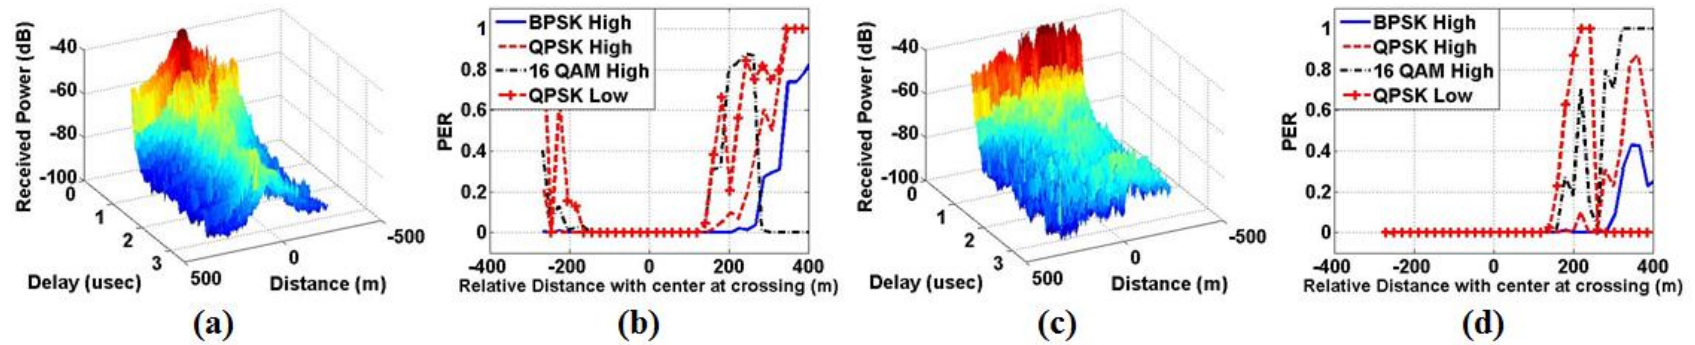 Received Power (dB)
-40
-60
-80
-100
0
1
2
3
Delay (usec)
500
0
-500
Distance (m)
(a)
BPSK High
QPSK High
16 QAM High
QPSK Low
PER
1
0.8
0.6
0.4
0.2
0
-400
-200
0
200
400
Relative Distance with center at crossing (m)
(b)
Received Power (dB)
-40
-60
-80
-100
0
1
2
3
Delay (usec)
500
0
-500
Distance (m)
(c)
BPSK High
QPSK High
16 QAM High
QPSK Low
PER
1
0.8
0.6
0.4
0.2
0
-400
-200
0
200
400
Relative Distance with center at crossing (m)
(d)